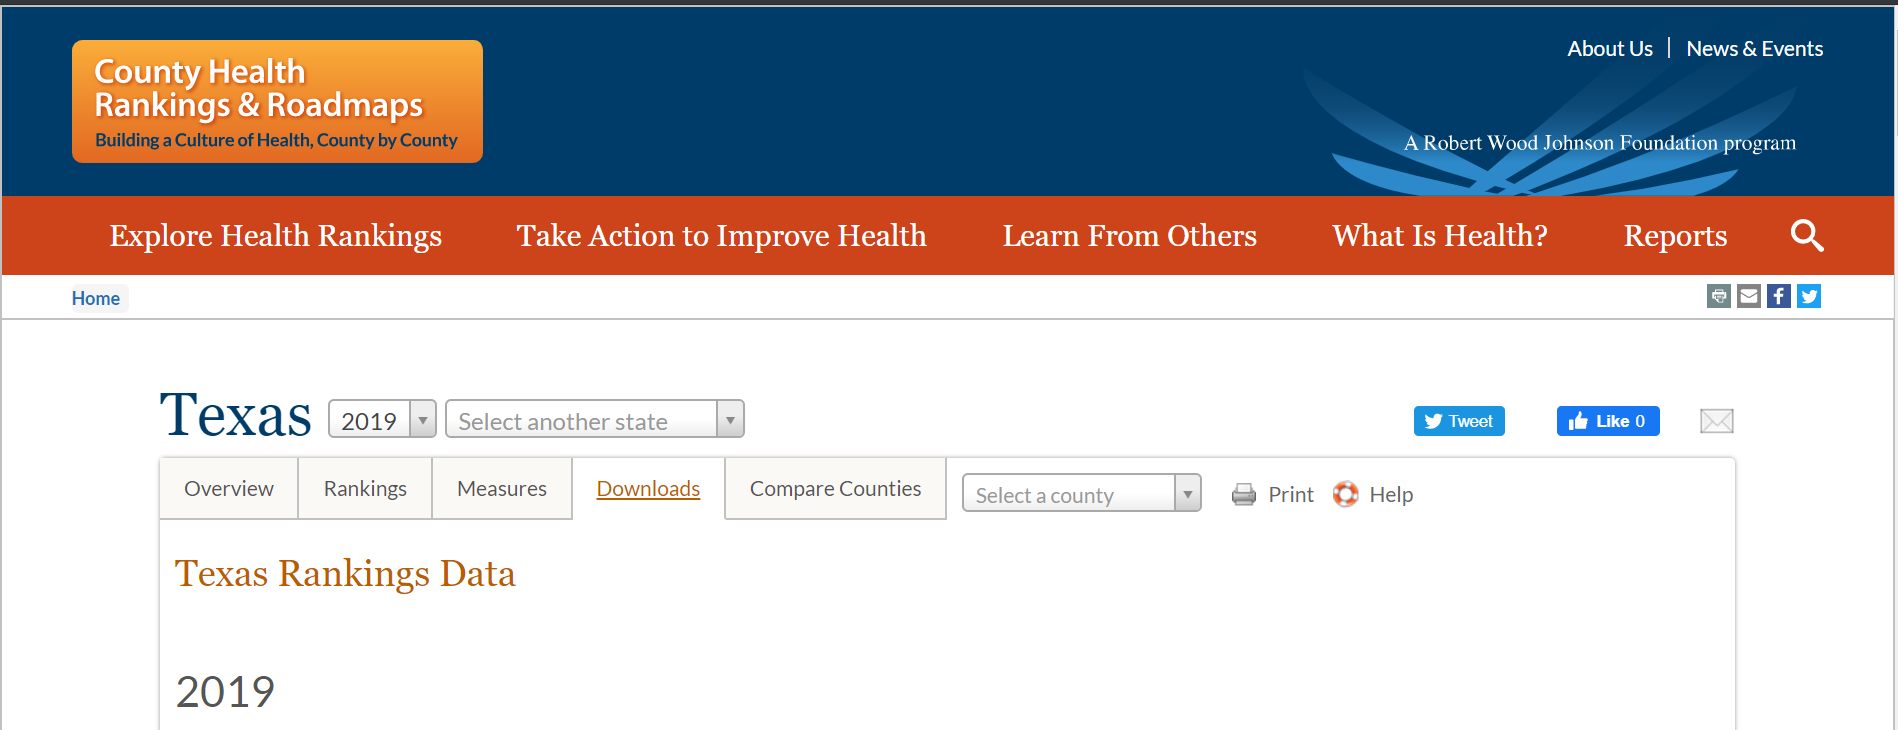 About Us | News & Events
County Health
Rankings & Roadmaps
Building a Culture of Health, County by County
A Robert Wood Johnson Foundation program
Explore Health Rankings Take Action to Improve Health Learn From Others What Is Health? Reports
Home
Texas 2019 Select another state Tweet Like 0
Overview Rankings Measures Downloads Compare Counties Select a county Print Help
Texas Rankings Data
2019